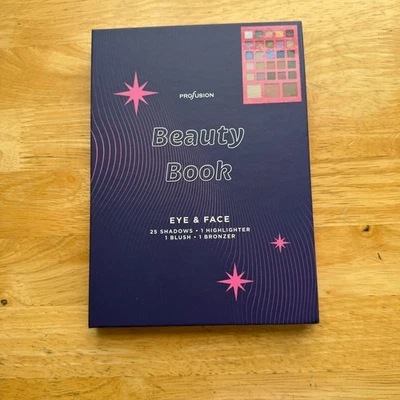 PROFUSION
Beauty
Book
EYE & FACE
25 SHADOWS • 1 HIGHLIGHTER
1 BLUSH • 1 BRONZER